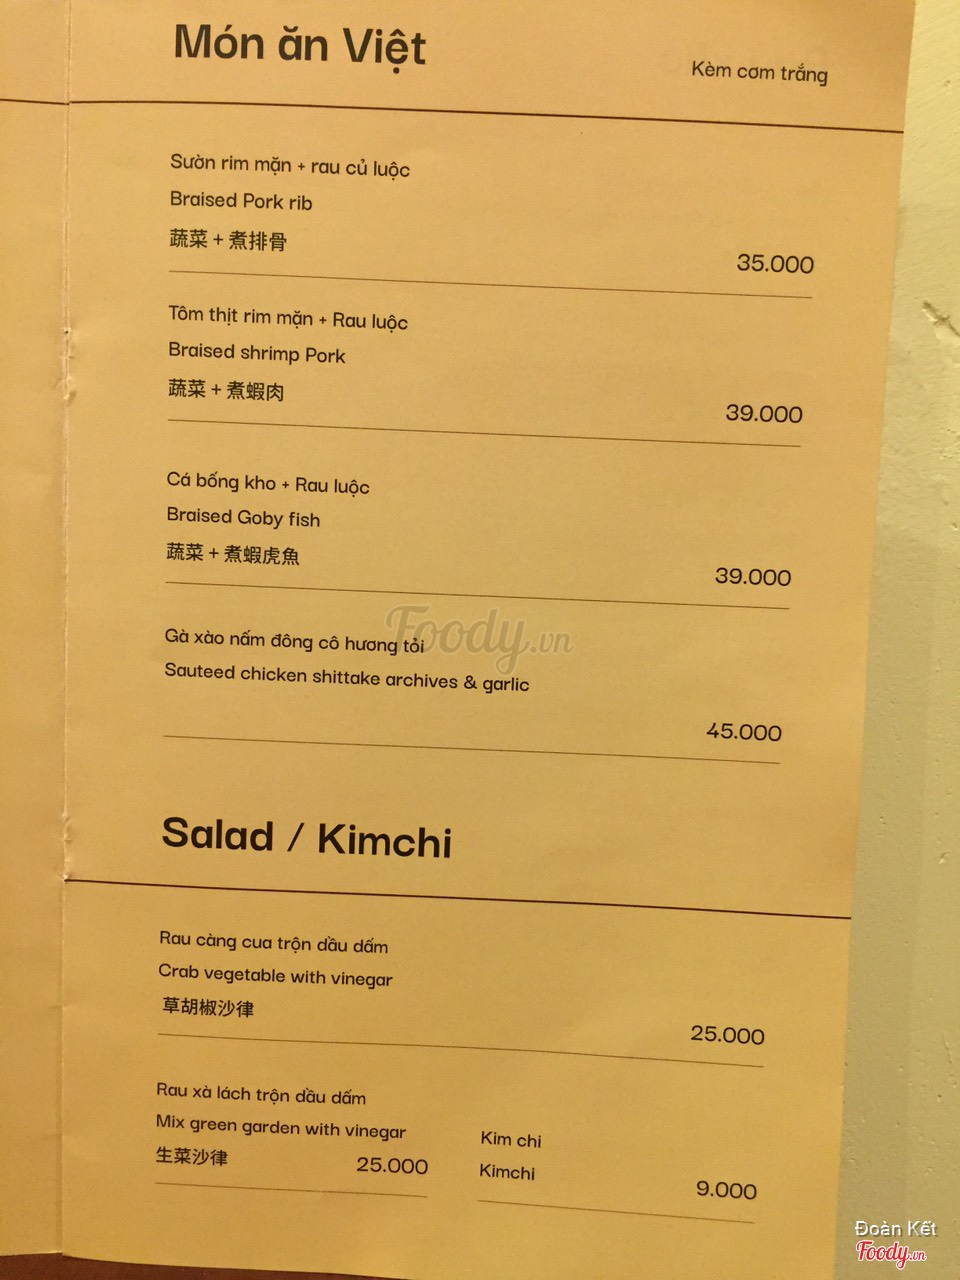 Món ăn Việt
Kèm cơm trắng
Sườn rim mặn + rau củ luộc
Braised Pork rib
蔬菜 + 煮排骨
35.000
Tôm thịt rim mặn + Rau luộc
Braised shrimp Pork
蔬菜 + 煮蝦肉
39.000
Cá bống kho + Rau luộc
Braised Goby fish
蔬菜 + 煮蝦虎魚
39.000
Foody.vn
Gà xào nấm đông cô hương tỏi
Sauteed chicken shittake archives & garlic
45.000
Salad / Kimchi
Rau càng cua trộn dầu dấm
Crab vegetable with vinegar
草胡椒沙律
25.000
Rau xà lách trộn dầu dấm
Mix green garden with vinegar
生菜沙律
25.000
Kim chi
Kimchi
9.000
Đoàn Kết
Foody.vn